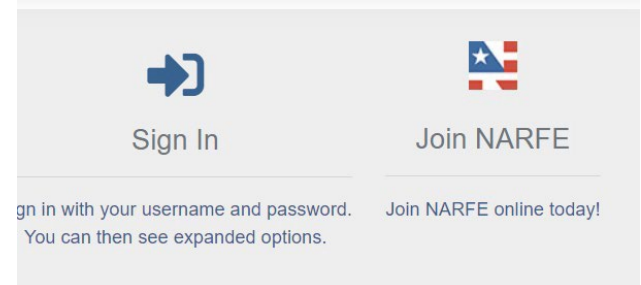 Sign In
Join NARFE
gn in with your username and password.
You can then see expanded options.
Join NARFE online today!